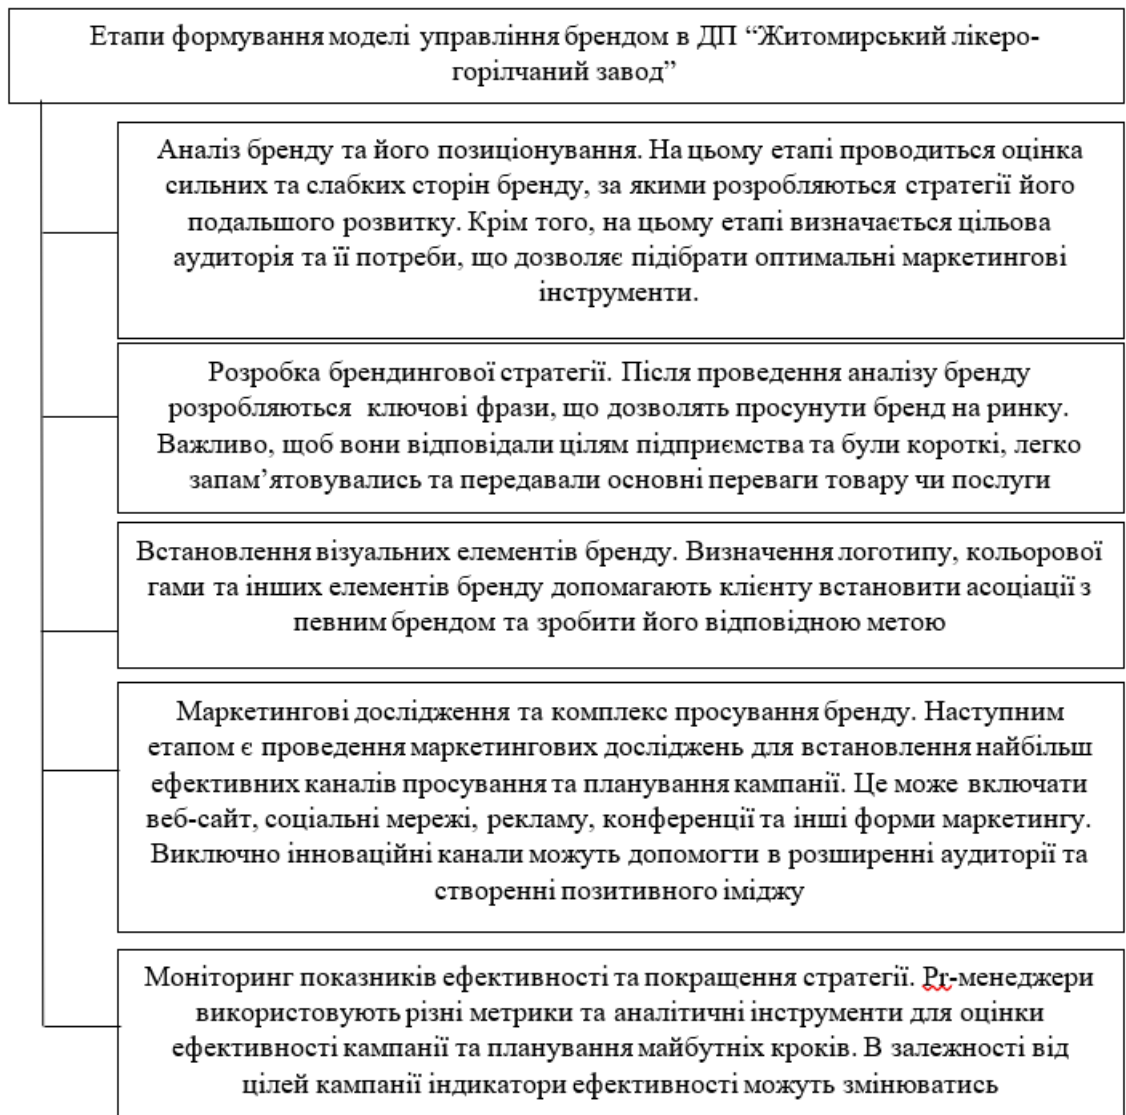 Етапи формування моделі управління брендом в ДП “Житомирський лікеро-
горілчаний завод”
Аналіз бренду та його позиціонування. На цьому етапі проводиться оцінка
сильних та слабких сторін бренду, за якими розробляються стратегії його
подальшого розвитку. Крім того, на цьому етапі визначається цільова
аудиторія та її потреби, що дозволяє підібрати оптимальні маркетингові
інструменти.
Розробка брендингової стратегії. Після проведення аналізу бренду
розробляються ключові фрази, що дозволять просунути бренд на ринку.
Важливо, щоб вони відповідали цілям підприємства та були короткі, легко
запам’ятовувались та передавали основні переваги товару чи послуги
Встановлення візуальних елементів бренду. Визначення логотипу, кольорової
гами та інших елементів бренду допомагають клієнту встановити асоціації з
певним брендом та зробити його відповідною метою
Маркетингові дослідження та комплекс просування бренду. Наступним
етапом є проведення маркетингових досліджень для встановлення найбільш
ефективних каналів просування та планування кампанії. Це може включати
веб-сайт, соціальні мережі, рекламу, конференції та інші форми маркетингу.
Виключно інноваційні канали можуть допомогти в розширенні аудиторії та
створенні позитивного іміджу
Моніторинг показників ефективності та покращення стратегії. Pr-менеджери
використовують різні метрики та аналітичні інструменти для оцінки
ефективності кампанії та планування майбутніх кроків. В залежності від
цілей кампанії індикатори ефективності можуть змінюватись